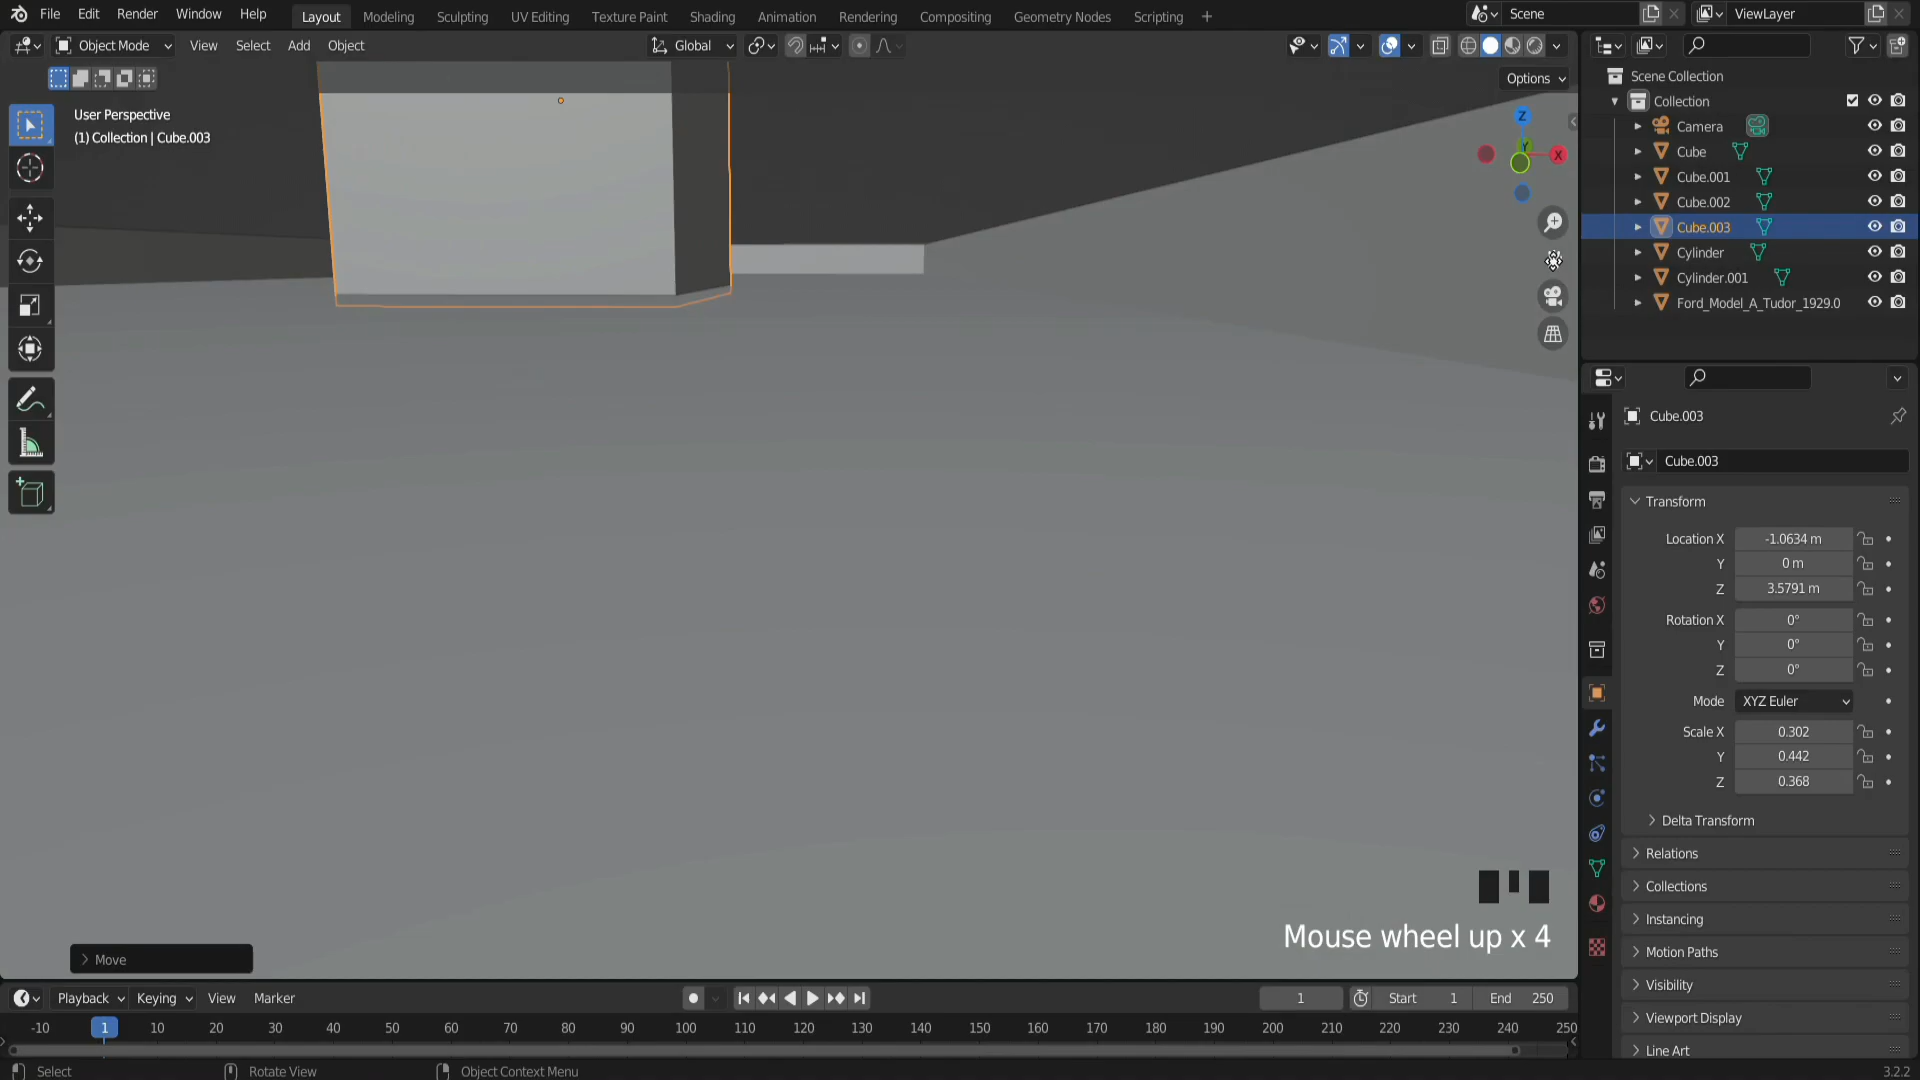 File Edit Render Window Help
Layout Modeling Sculpting UV Editing Texture Paint Shading Animation Rendering Compositing Geometry Nodes Scripting +
Scene ViewLayer
Object Mode View Select Add Object
Global
Options
User Perspective
(1) Collection | Cube.003
Z
Y
X
Scene Collection
Collection
Camera
Cube
Cube.001
Cube.002
Cube.003
Cylinder
Cylinder.001
Ford_Model_A_Tudor_1929.0
Cube.003
Cube.003
Transform
Location X -1.0634 m
Y 0 m
Z 3.5791 m
Rotation X 0°
Y 0°
Z 0°
Mode XYZ Euler
Scale X 0.302
Y 0.442
Z 0.368
Delta Transform
Relations
Collections
Instancing
Motion Paths
Visibility
Viewport Display
Line Art
Mouse wheel up x 4
Move
Playback Keying View Marker
1 Start 1 End 250
-10 1 10 20 30 40 50 60 70 80 90 100 110 120 130 140 150 160 170 180 190 200 210 220 230 240 250
Select Rotate View Object Context Menu 3.2.2